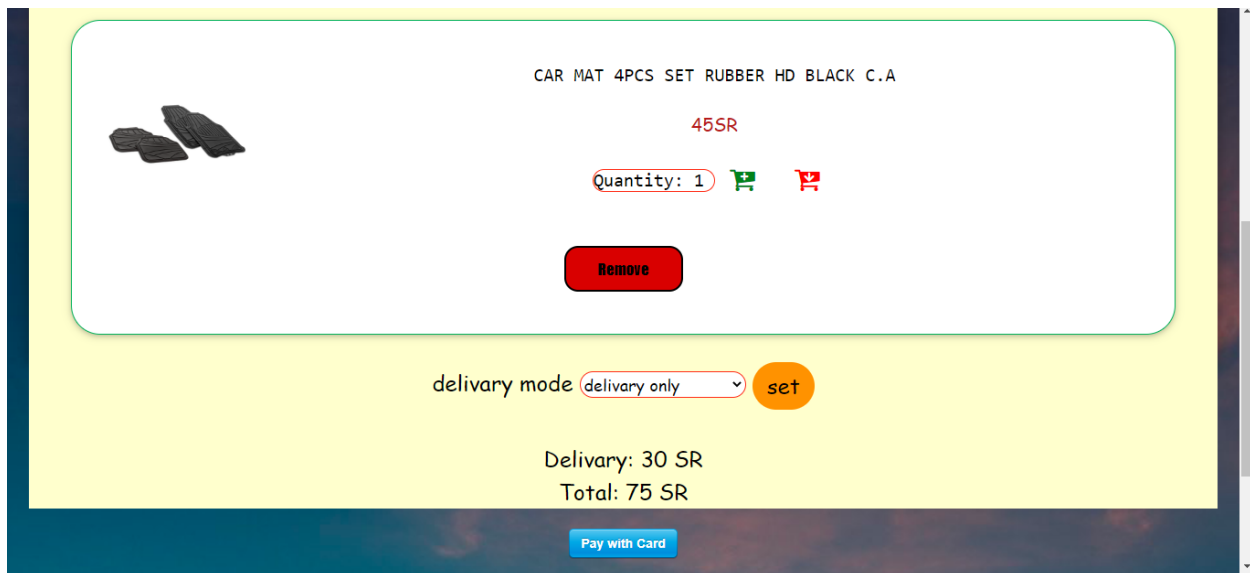 CAR MAT 4PCS SET RUBBER HD BLACK C.A
45SR
Quantity: 1
Remove
delivary mode delivary only set
Delivary: 30 SR
Total: 75 SR
Pay with Card